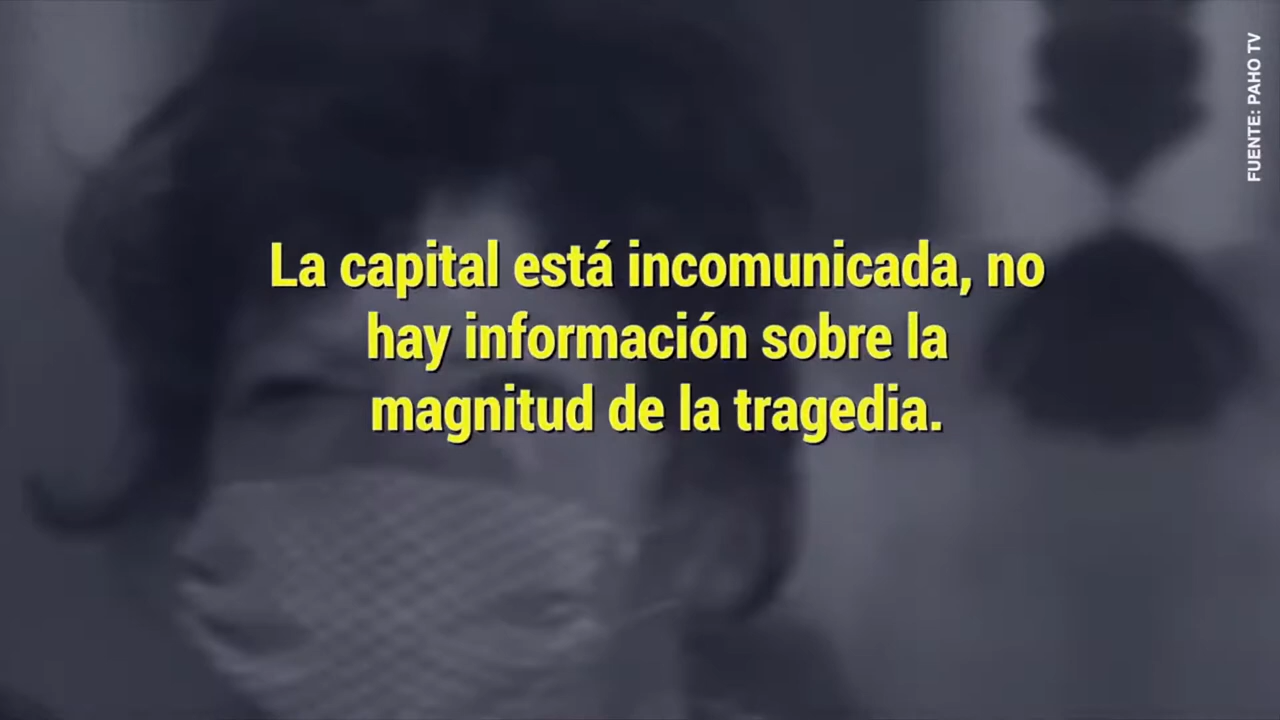 La capital está incomunicada, no
hay información sobre la
magnitud de la tragedia.
FUENTE: PAHO TV